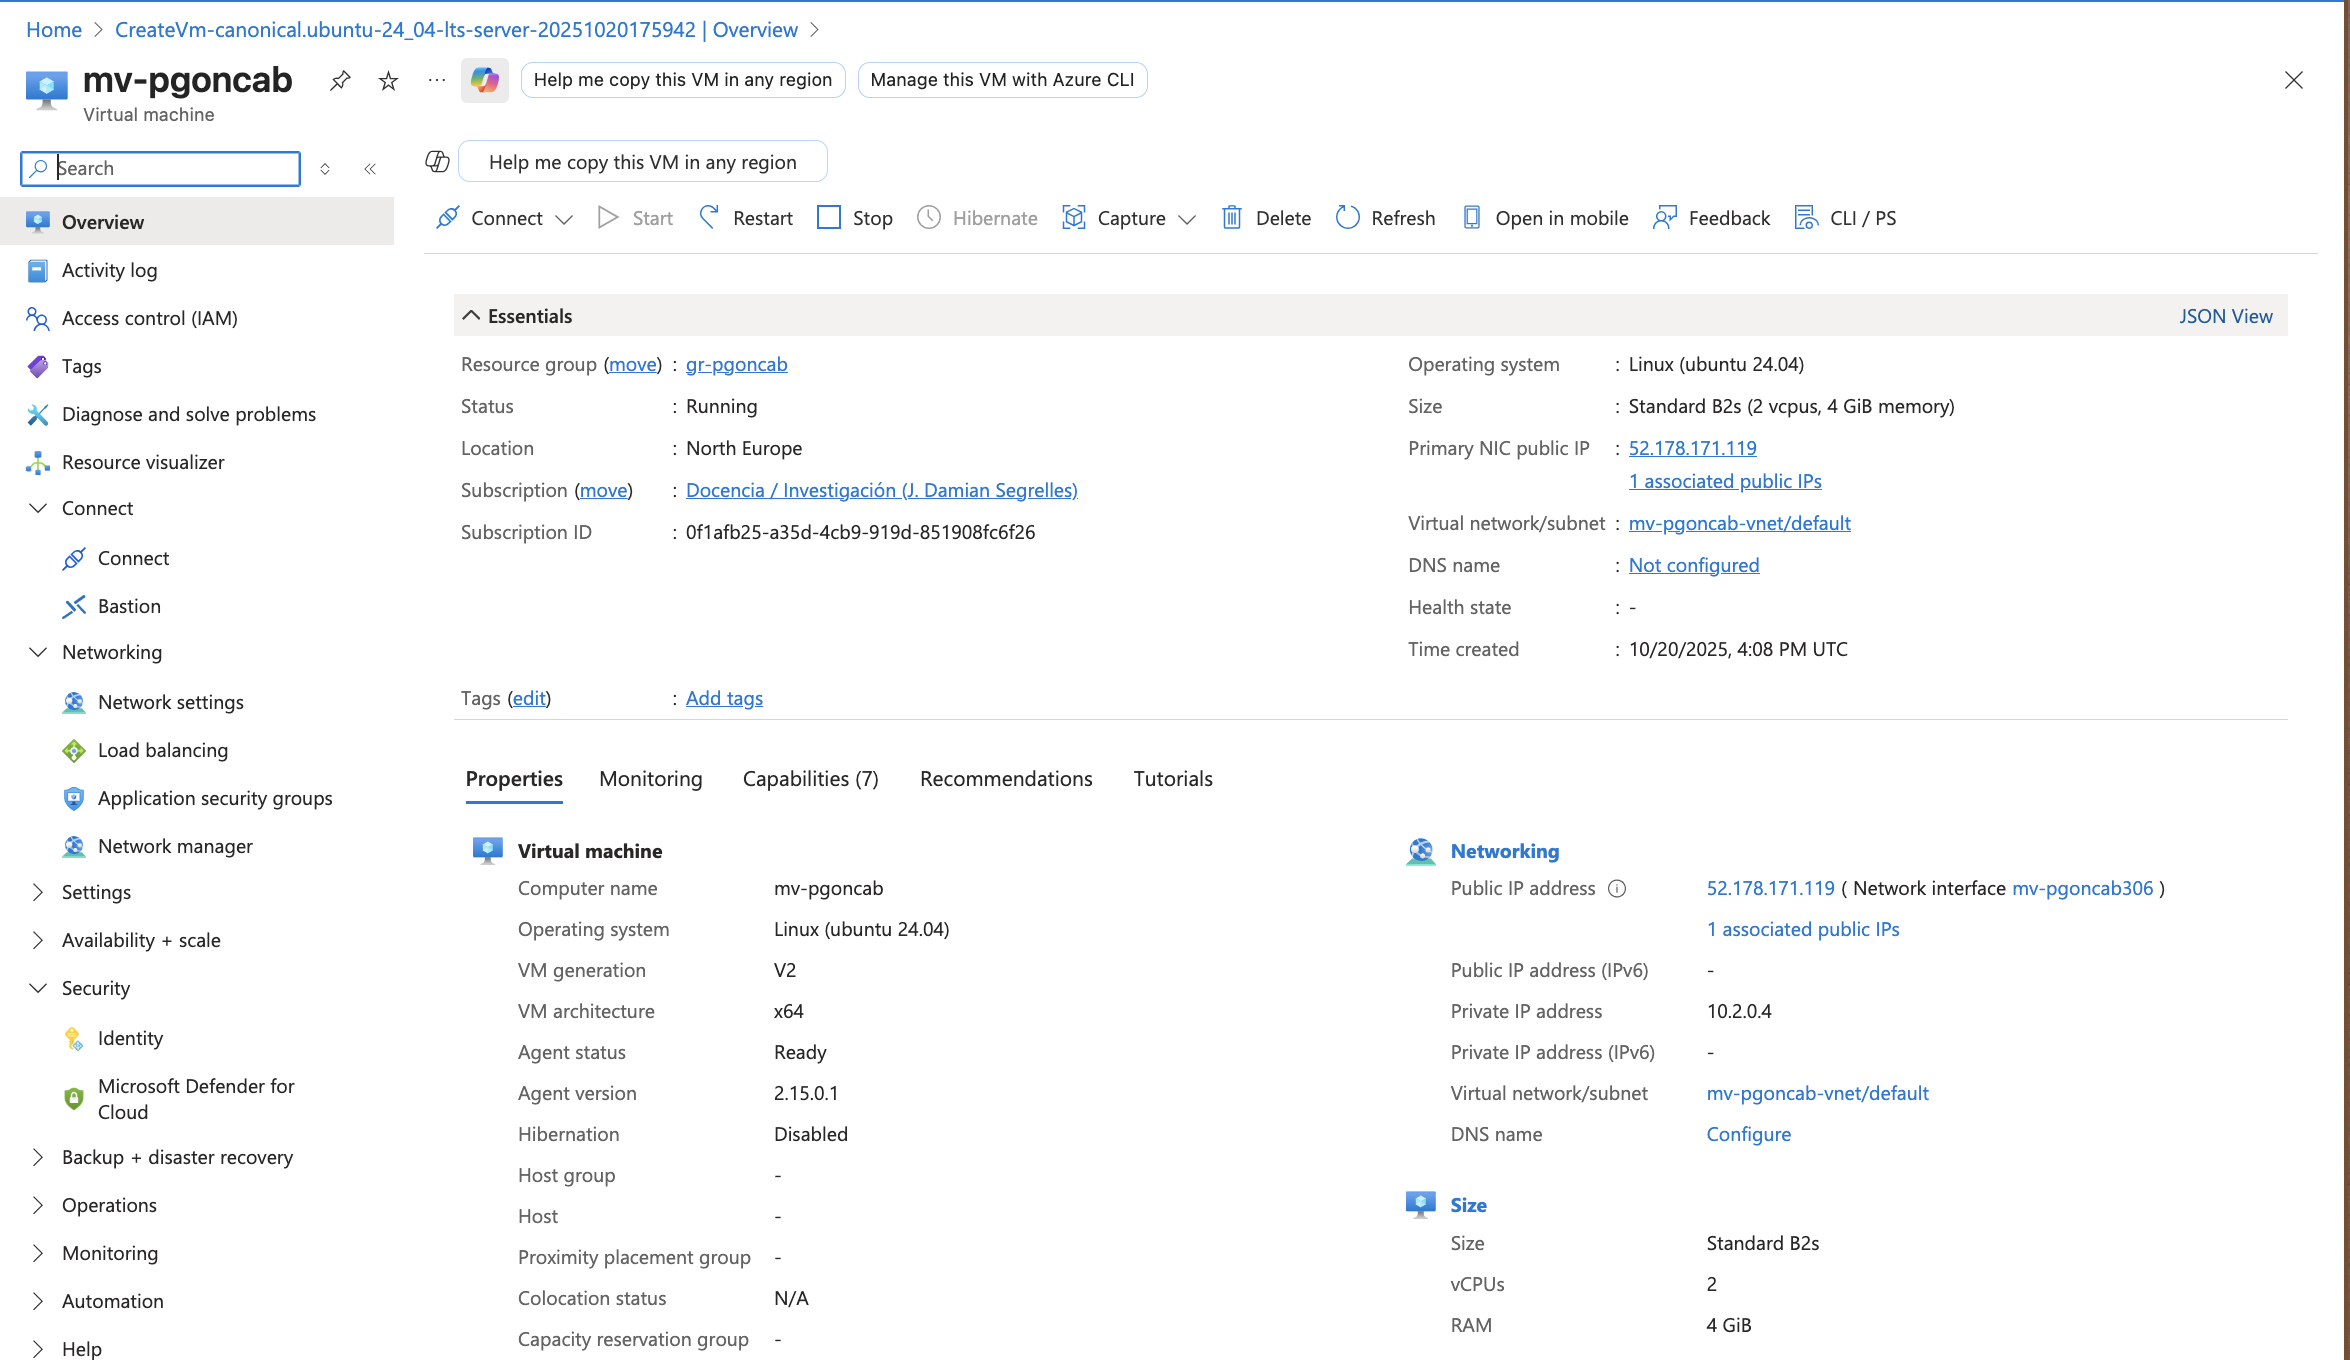 Home > CreateVm-canonical.ubuntu-24_04-lts-server-20251020175942 | Overview >
mv-pgoncab
Virtual machine
Help me copy this VM in any region
Manage this VM with Azure CLI
Search
Overview
Activity log
Access control (IAM)
Tags
Diagnose and solve problems
Resource visualizer
Connect
Connect
Bastion
Networking
Network settings
Load balancing
Application security groups
Network manager
Settings
Availability + scale
Security
Identity
Microsoft Defender for
Cloud
Backup + disaster recovery
Operations
Monitoring
Automation
Help
Help me copy this VM in any region
Connect Start Restart Stop Hibernate Capture Delete Refresh Open in mobile Feedback CLI / PS
Essentials
JSON View
Resource group (move) : gr-pgoncab
Status : Running
Location : North Europe
Subscription (move) : Docencia / Investigación (J. Damian Segrelles)
Subscription ID : 0f1afb25-a35d-4cb9-919d-851908fc6f26
Operating system : Linux (ubuntu 24.04)
Size : Standard B2s (2 vcpus, 4 GiB memory)
Primary NIC public IP : 52.178.171.119
1 associated public IPs
Virtual network/subnet : mv-pgoncab-vnet/default
DNS name : Not configured
Health state : -
Time created : 10/20/2025, 4:08 PM UTC
Tags (edit) : Add tags
Properties Monitoring Capabilities (7) Recommendations Tutorials
Virtual machine
Computer name mv-pgoncab
Operating system Linux (ubuntu 24.04)
VM generation V2
VM architecture x64
Agent status Ready
Agent version 2.15.0.1
Hibernation Disabled
Host group -
Host -
Proximity placement group -
Colocation status N/A
Capacity reservation group -
Networking
Public IP address 52.178.171.119 ( Network interface mv-pgoncab306 )
1 associated public IPs
Public IP address (IPv6) -
Private IP address 10.2.0.4
Private IP address (IPv6) -
Virtual network/subnet mv-pgoncab-vnet/default
DNS name Configure
Size
Size Standard B2s
vCPUs 2
RAM 4 GiB